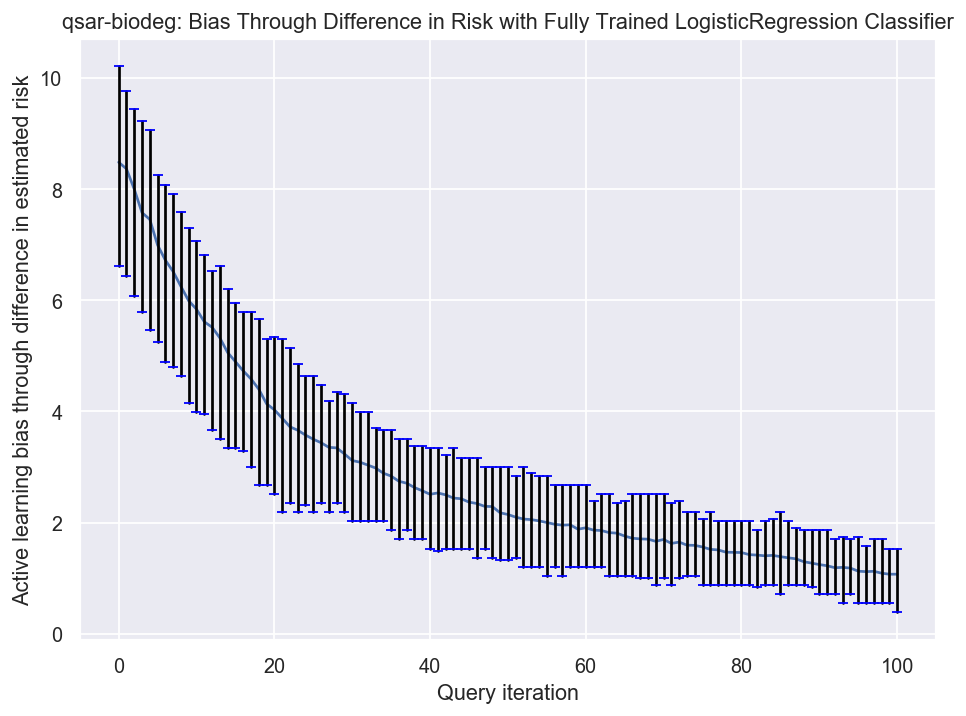 qsar-biodeg: Bias Through Difference in Risk with Fully Trained LogisticRegression Classifier
Active learning bias through difference in estimated risk
10
8
6
4
2
0
0 20 40 60 80 100
Query iteration